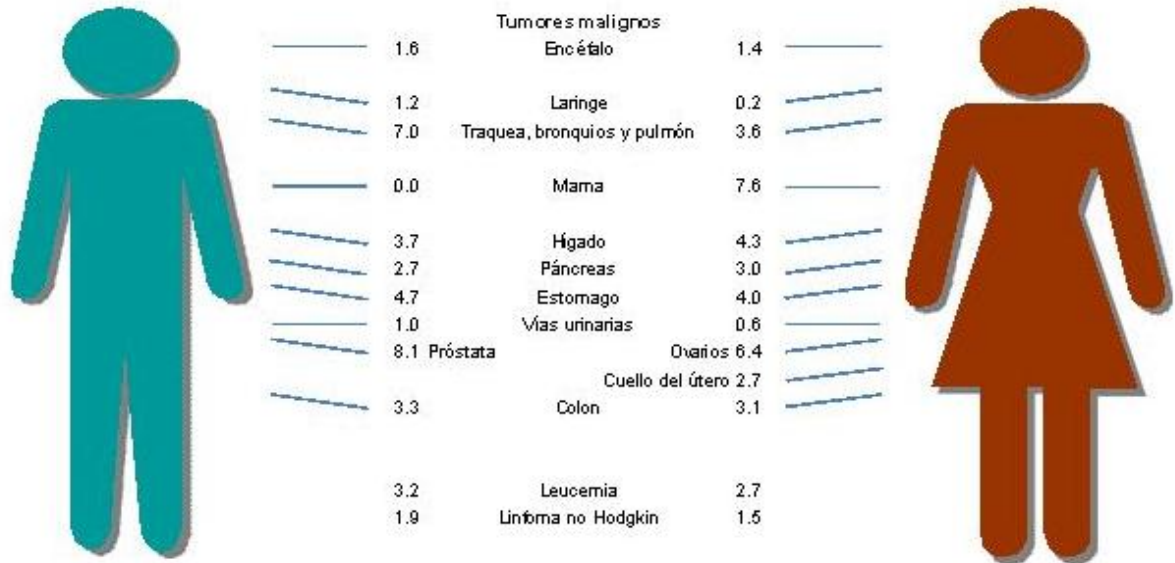 Tumores malignos
1.6 Encéfalo 1.4
1.2 Laringe 0.2
7.0 Traquea, bronquios y pulmón 3.6
0.0 Mama 7.6
3.7 Hígado 4.3
2.7 Páncreas 3.0
4.7 Estomago 4.0
1.0 Vias urinarias 0.6
8.1 Próstata Ovarios 6.4
Cuello del útero 2.7
3.3 Colon 3.1
3.2 Leucemia 2.7
1.9 Linfoma no Hodgkin 1.5